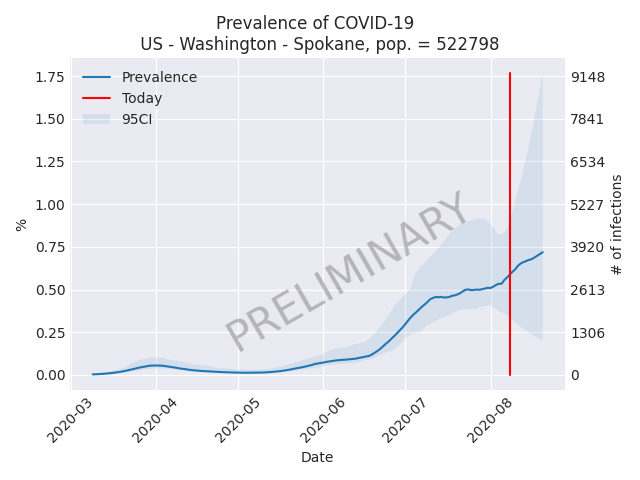 Prevalence of COVID-19
US - Washington - Spokane, pop. = 522798
Prevalence
Today
95CI
PRELIMINARY
%
1.75
1.50
1.25
1.00
0.75
0.50
0.25
0.00
9148
7841
6534
5227
3920
2613
1306
0
# of infections
2020-03
2020-04
2020-05
2020-06
2020-07
2020-08
Date